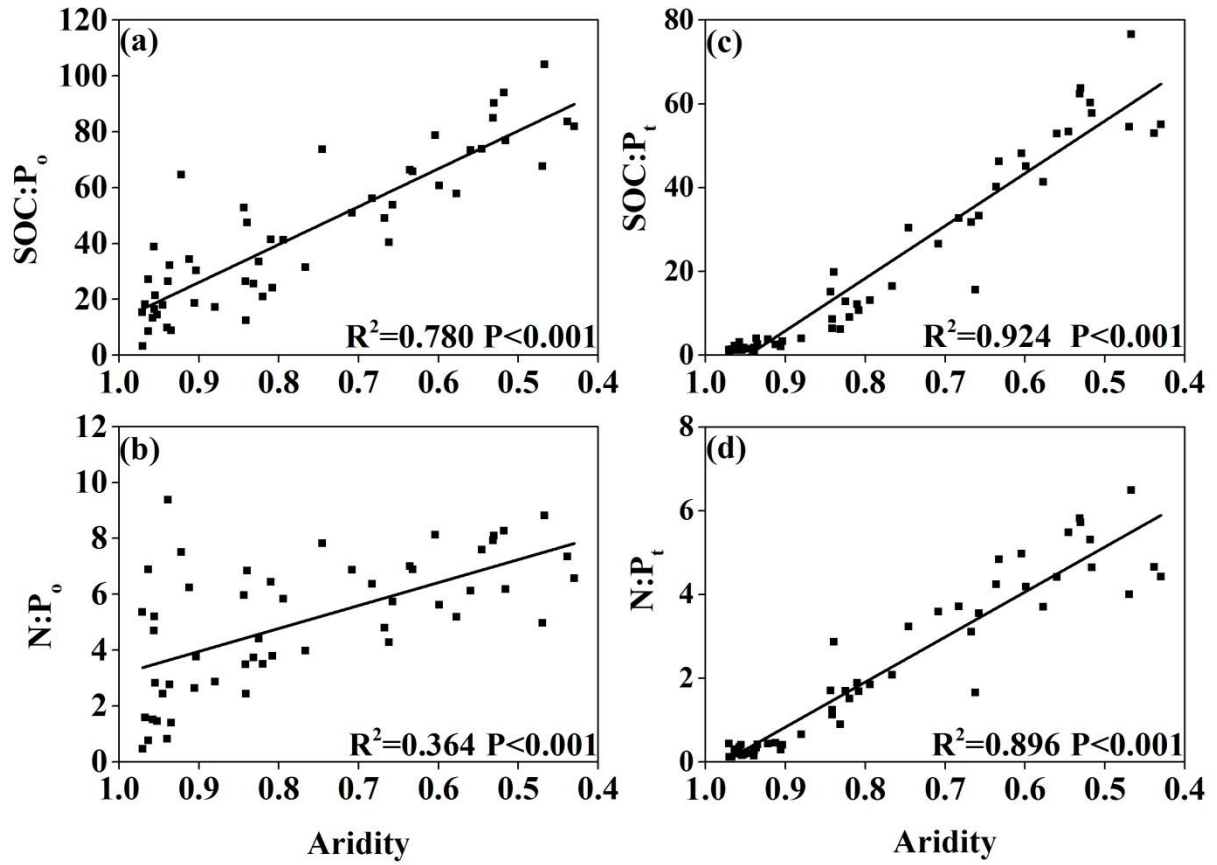 (a)
SOC:Pₒ
120
100
80
60
40
20
0
1.0 0.9 0.8 0.7 0.6 0.5 0.4
R²=0.780 P<0.001
(c)
SOC:Pₜ
80
60
40
20
0
1.0 0.9 0.8 0.7 0.6 0.5 0.4
R²=0.924 P<0.001
(b)
N:Pₒ
12
10
8
6
4
2
0
1.0 0.9 0.8 0.7 0.6 0.5 0.4
R²=0.364 P<0.001
Aridity
(d)
N:Pₜ
8
6
4
2
0
1.0 0.9 0.8 0.7 0.6 0.5 0.4
R²=0.896 P<0.001
Aridity